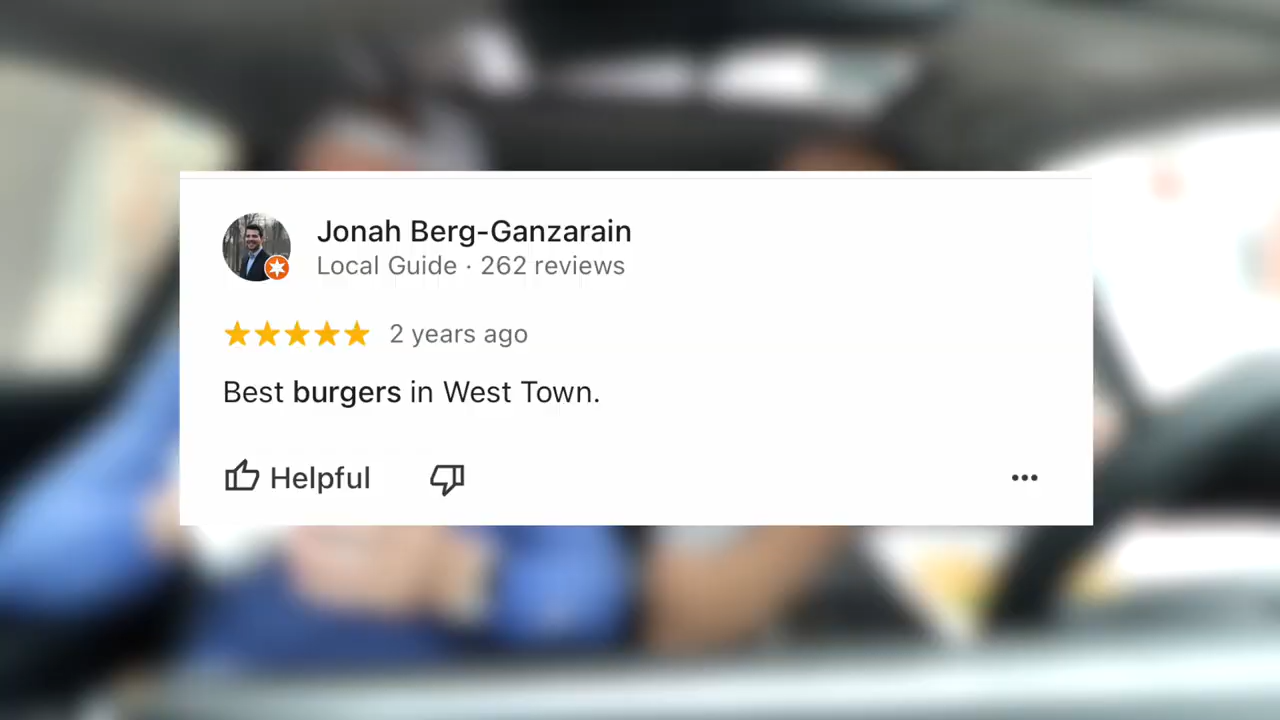 Jonah Berg-Ganzarain
Local Guide · 262 reviews
2 years ago
Best burgers in West Town.
Helpful